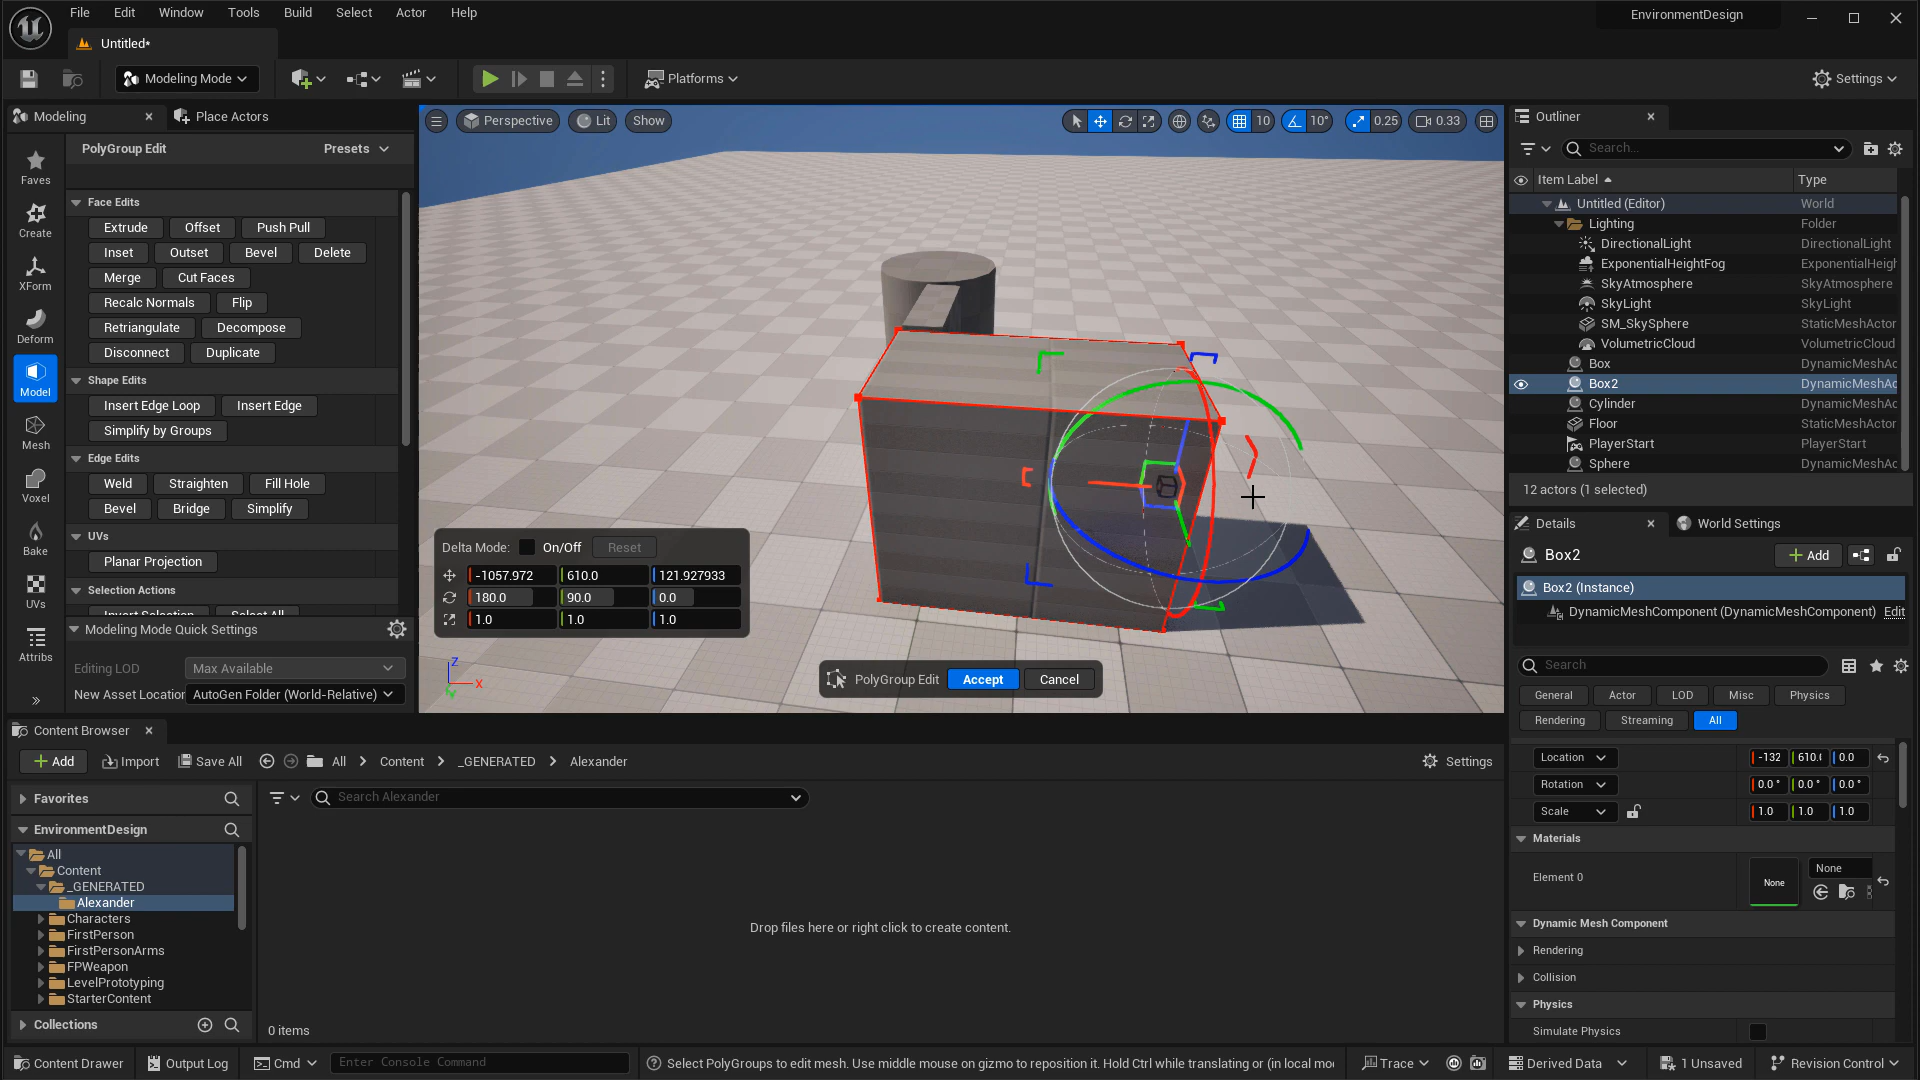 File Edit Window Tools Build Select Actor Help
EnvironmentDesign
Untitled*
Modeling Mode
Platforms
Settings
Modeling
Place Actors
PolyGroup Edit
Presets
Faves
Create
XForm
Deform
Model
Mesh
Voxel
Bake
UVs
Attribs
Face Edits
Extrude Offset Push Pull
Inset Outset Bevel Delete
Merge Cut Faces
Recalc Normals Flip
Retriangulate Decompose
Disconnect Duplicate
Shape Edits
Insert Edge Loop Insert Edge
Simplify by Groups
Edge Edits
Weld Straighten Fill Hole
Bevel Bridge Simplify
UVs
Planar Projection
Selection Actions
Invert Selection Select All
Modeling Mode Quick Settings
Editing LOD Max Available
New Asset Location AutoGen Folder (World-Relative)
Perspective Lit Show
10 10° 0.25 0.33
Delta Mode: On/Off Reset
-1057.972 610.0 121.927933
180.0 90.0 0.0
1.0 1.0 1.0
Z
X
Y
PolyGroup Edit Accept Cancel
Outliner
Search...
Item Label Type
Untitled (Editor) World
Lighting Folder
DirectionalLight DirectionalLight
ExponentialHeightFog ExponentialHeigh
SkyAtmosphere SkyAtmosphere
SkyLight SkyLight
SM_SkySphere StaticMeshActor
VolumetricCloud VolumetricCloud
Box DynamicMeshAc
Box2 DynamicMeshAc
Cylinder DynamicMeshAc
Floor StaticMeshActor
PlayerStart PlayerStart
Sphere DynamicMeshAc
12 actors (1 selected)
Details
World Settings
Box2
Add
Box2 (Instance)
DynamicMeshComponent (DynamicMeshComponent) Edit
Search
General Actor LOD Misc Physics
Rendering Streaming All
Location -132 610.( 0.0
Rotation 0.0 ° 0.0 ° 0.0 °
Scale 1.0 1.0 1.0
Materials
Element 0 None None
Dynamic Mesh Component
Rendering
Collision
Physics
Simulate Physics
Content Browser
Add Import Save All All Content _GENERATED Alexander Settings
Favorites
Search Alexander
EnvironmentDesign
All
Content
_GENERATED
Alexander
Characters
FirstPerson
FirstPersonArms
FPWeapon
LevelPrototyping
StarterContent
Collections
Drop files here or right click to create content.
0 items
Content Drawer Output Log Cmd Enter Console Command Select PolyGroups to edit mesh. Use middle mouse on gizmo to reposition it. Hold Ctrl while translating or (in local mo Trace Derived Data 1 Unsaved Revision Control